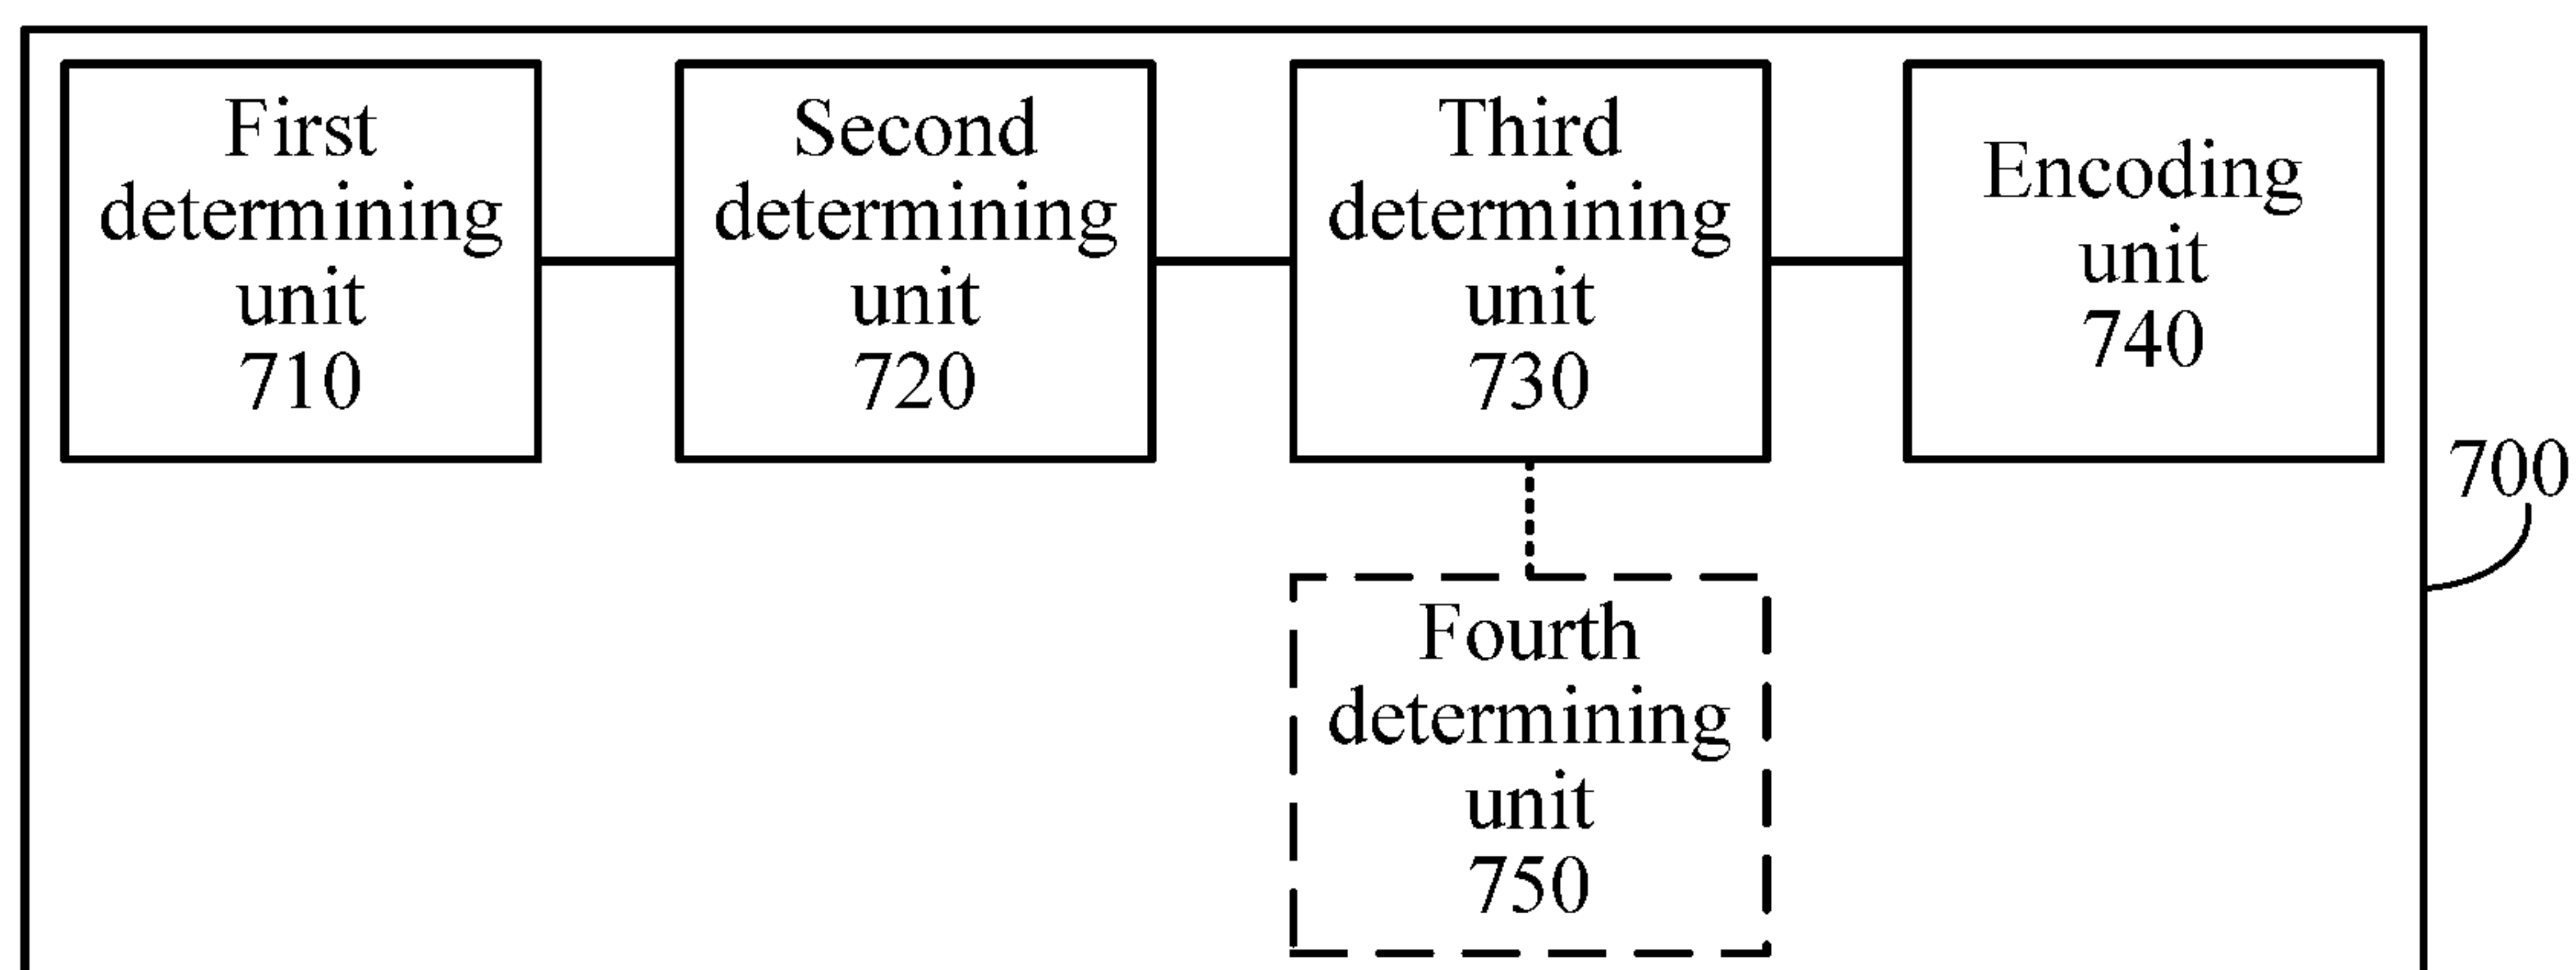 First
determining
unit
710
Second
determining
unit
720
Third
determining
unit
730
Encoding
unit
740
700
Fourth
determining
unit
750